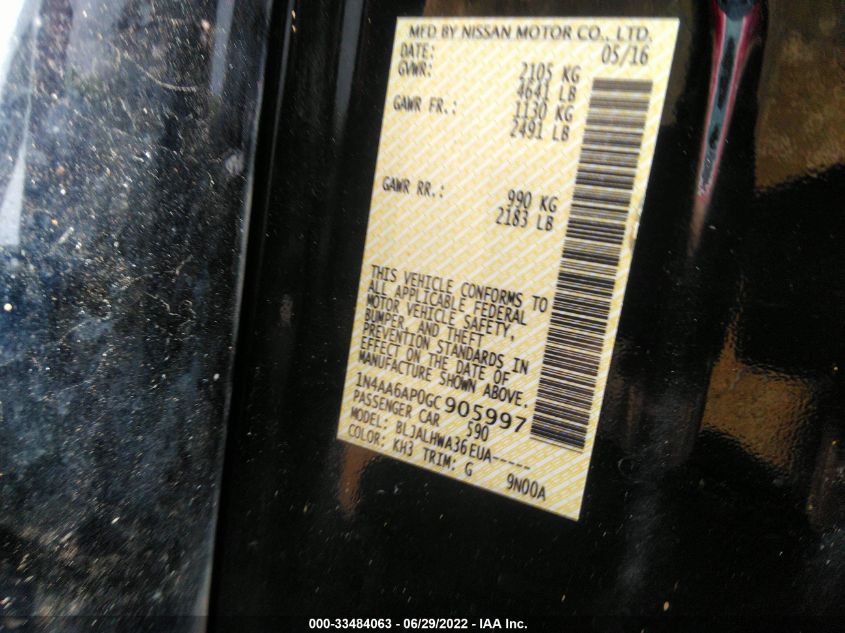 MFD BY NISSAN MOTOR CO., LTD.
DATE: 05/16
GVWR: 2105 KG
4641 LB
GAWR FR.: 1130 KG
2491 LB
GAWR RR.: 990 KG
2183 LB
THIS VEHICLE CONFORMS TO
ALL APPLICABLE FEDERAL
MOTOR VEHICLE SAFETY,
BUMPER, AND THEFT
PREVENTION STANDARDS IN
EFFECT ON THE DATE OF
MANUFACTURE SHOWN ABOVE.
1N4AA6AP0GC905997
PASSENGER CAR 590
MODEL: BLJALHWA36EUA-----
COLOR: KH3 TRIM: G 9N00A
000-33484063 - 06/29/2022 - IAA Inc.